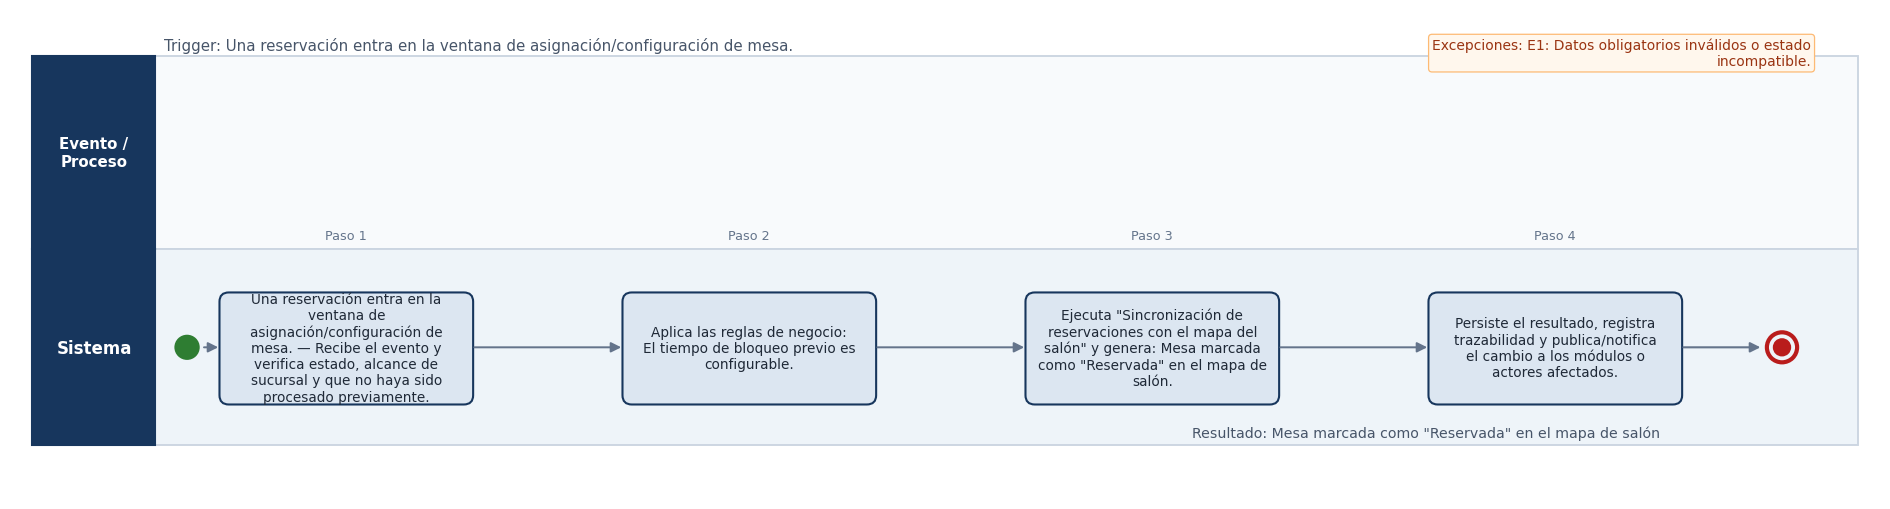 Trigger: Una reservación entra en la ventana de asignación/configuración de mesa.
Excepciones: E1: Datos obligatorios inválidos o estado
incompatible.
Evento /
Proceso
Paso 1
Paso 2
Paso 3
Paso 4
Sistema
Una reservación entra en la
ventana de
asignación/configuración de
mesa. — Recibe el evento y
verifica estado, alcance de
sucursal y que no haya sido
procesado previamente.
Aplica las reglas de negocio:
El tiempo de bloqueo previo es
configurable.
Ejecuta "Sincronización de
reservaciones con el mapa del
salón" y genera: Mesa marcada
como "Reservada" en el mapa de
salón.
Persiste el resultado, registra
trazabilidad y publica/notifica
el cambio a los módulos o
actores afectados.
Resultado: Mesa marcada como "Reservada" en el mapa de salón